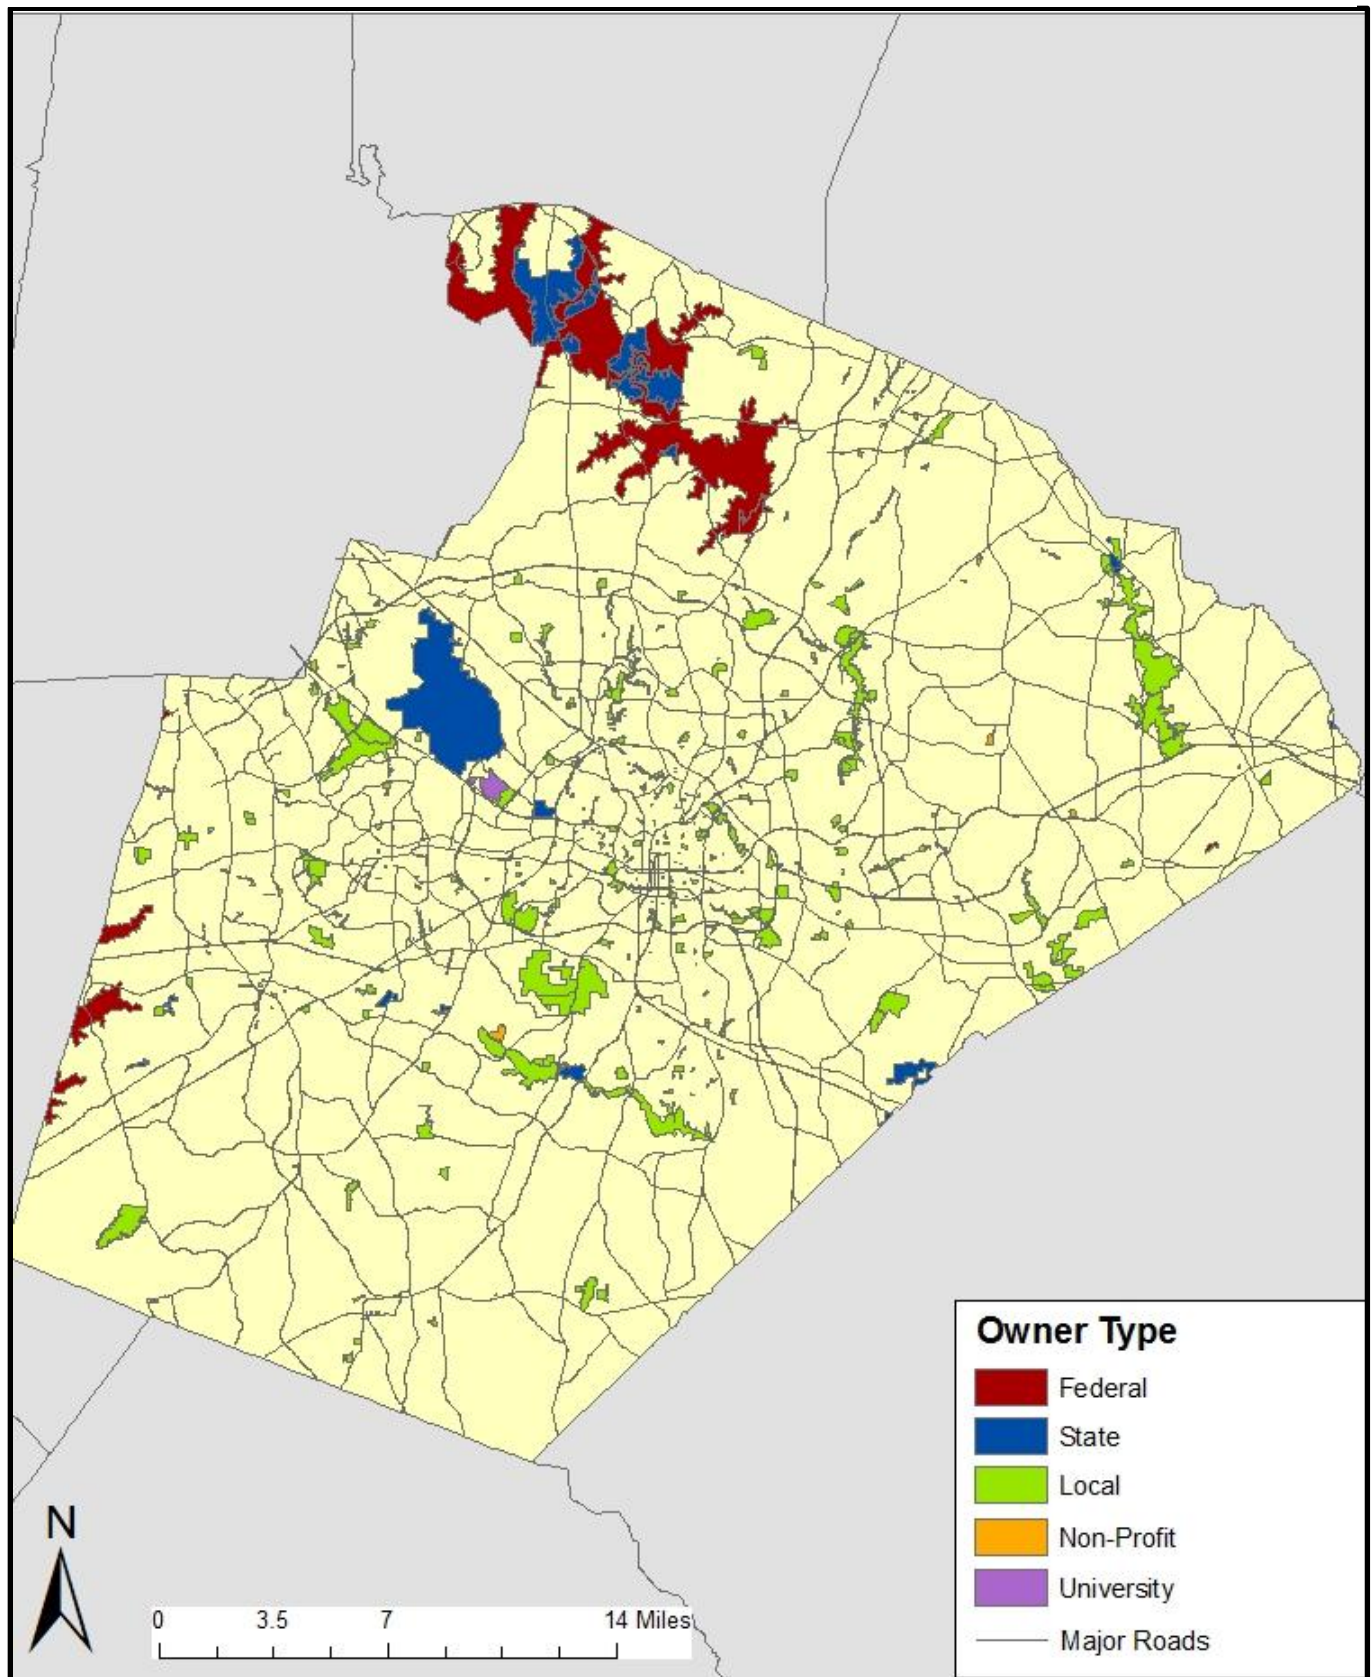 Owner Type
Federal
State
Local
Non-Profit
University
Major Roads
N
0 3.5 7 14 Miles